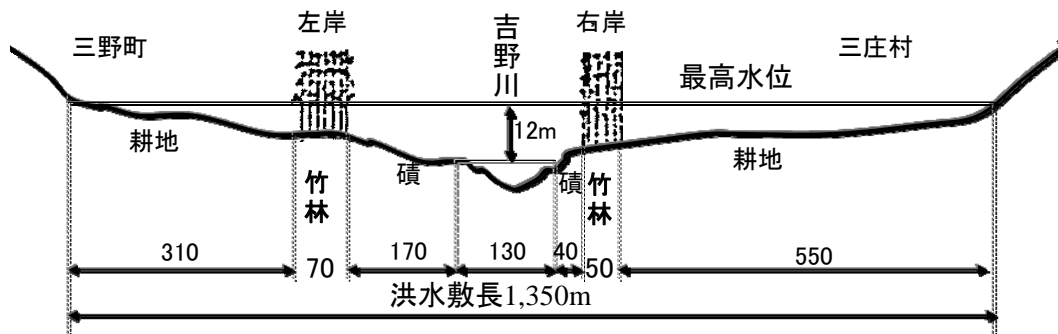 左岸
吉野川
右岸
三野町
三庄村
最高水位
12m
耕地
耕地
磧
磧
竹林
竹林
310
70
170
130
40
50
550
洪水敷長1,350m